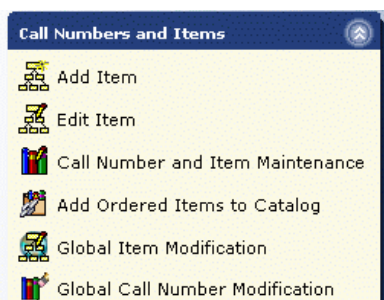 Call Numbers and Items
Add Item
Edit Item
Call Number and Item Maintenance
Add Ordered Items to Catalog
Global Item Modification
Global Call Number Modification